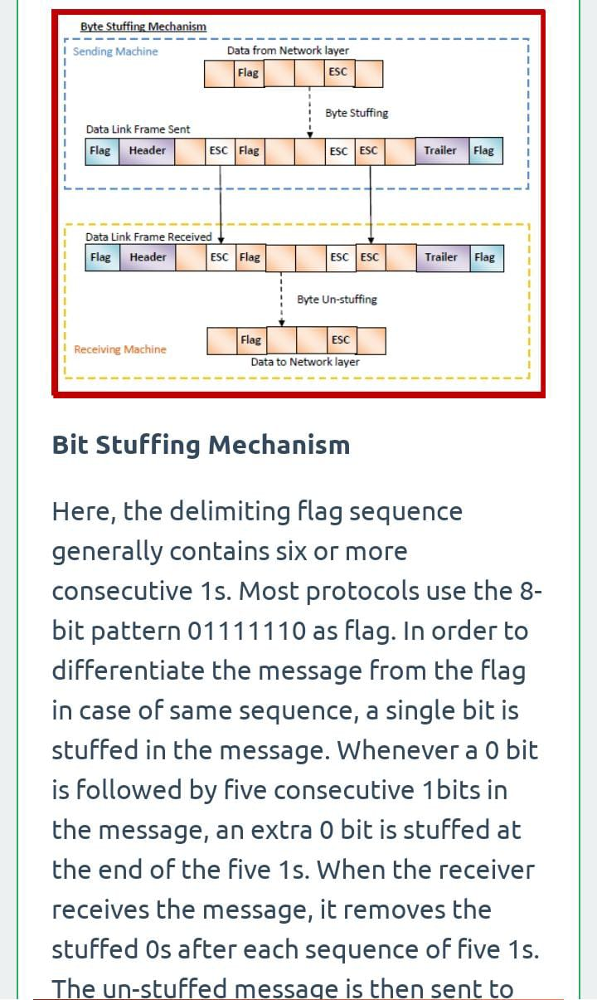 Byte Stuffing Mechanism
Sending Machine
Data from Network layer
Flag ESC
Byte Stuffing
Data Link Frame Sent
Flag Header ESC Flag ESC ESC Trailer Flag
Data Link Frame Received
Flag Header ESC Flag ESC ESC Trailer Flag
Byte Un-stuffing
Flag ESC
Receiving Machine
Data to Network layer
Bit Stuffing Mechanism
Here, the delimiting flag sequence
generally contains six or more
consecutive 1s. Most protocols use the 8-
bit pattern 01111110 as flag. In order to
differentiate the message from the flag
in case of same sequence, a single bit is
stuffed in the message. Whenever a 0 bit
is followed by five consecutive 1bits in
the message, an extra 0 bit is stuffed at
the end of the five 1s. When the receiver
receives the message, it removes the
stuffed 0s after each sequence of five 1s.
The un-stuffed message is then sent to